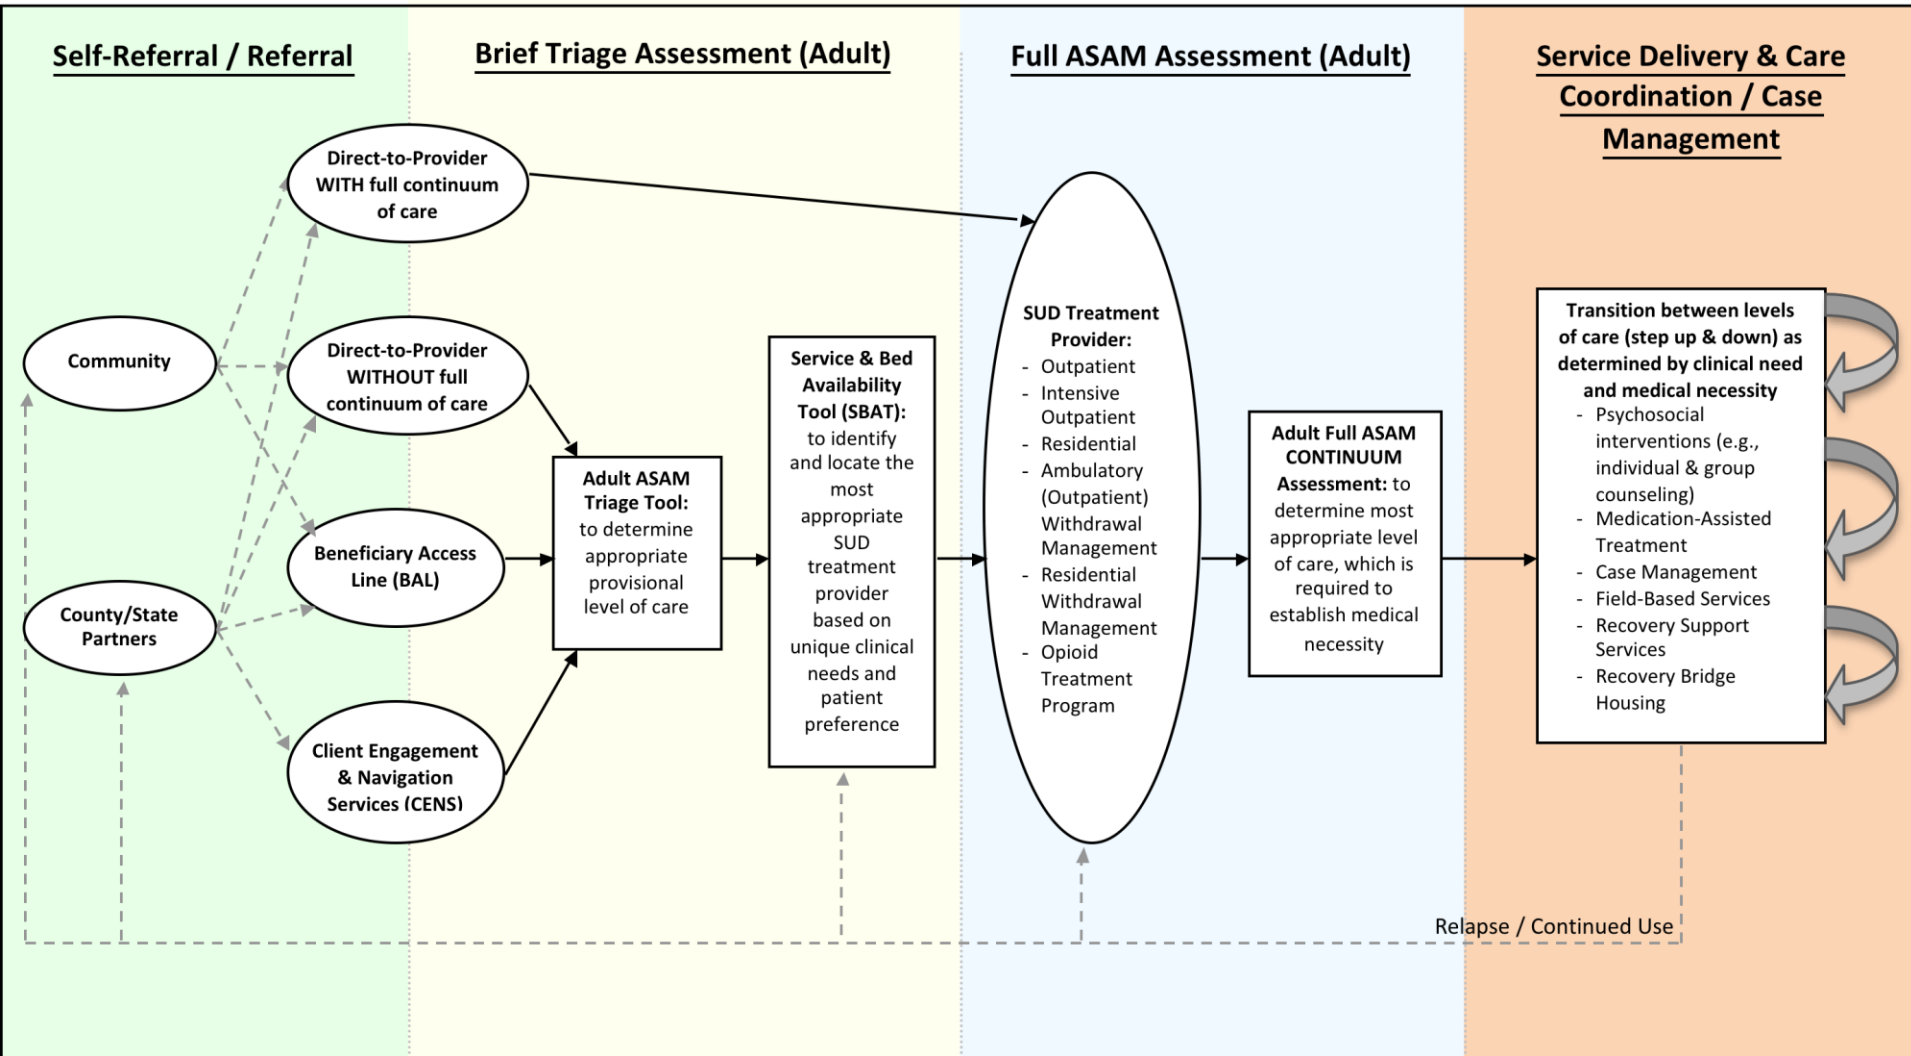 Self-Referral / Referral
Brief Triage Assessment (Adult)
Full ASAM Assessment (Adult)
Service Delivery & Care
Coordination / Case
Management
Direct-to-Provider
WITH full continuum
of care
Community
Direct-to-Provider
WITHOUT full
continuum of care
Beneficiary Access
Line (BAL)
County/State
Partners
Client Engagement
& Navigation
Services (CENS)
Adult ASAM
Triage Tool:
to determine
appropriate
provisional
level of care
Service & Bed
Availability
Tool (SBAT):
to identify
and locate the
most
appropriate
SUD
treatment
provider
based on
unique clinical
needs and
patient
preference
SUD Treatment
Provider:
- Outpatient
- Intensive
Outpatient
- Residential
- Ambulatory
(Outpatient)
Withdrawal
Management
- Residential
Withdrawal
Management
- Opioid
Treatment
Program
Adult Full ASAM
CONTINUUM
Assessment: to
determine most
appropriate level
of care, which is
required to
establish medical
necessity
Transition between levels
of care (step up & down) as
determined by clinical need
and medical necessity
- Psychosocial
interventions (e.g.,
individual & group
counseling)
- Medication-Assisted
Treatment
- Case Management
- Field-Based Services
- Recovery Support
Services
- Recovery Bridge
Housing
Relapse / Continued Use